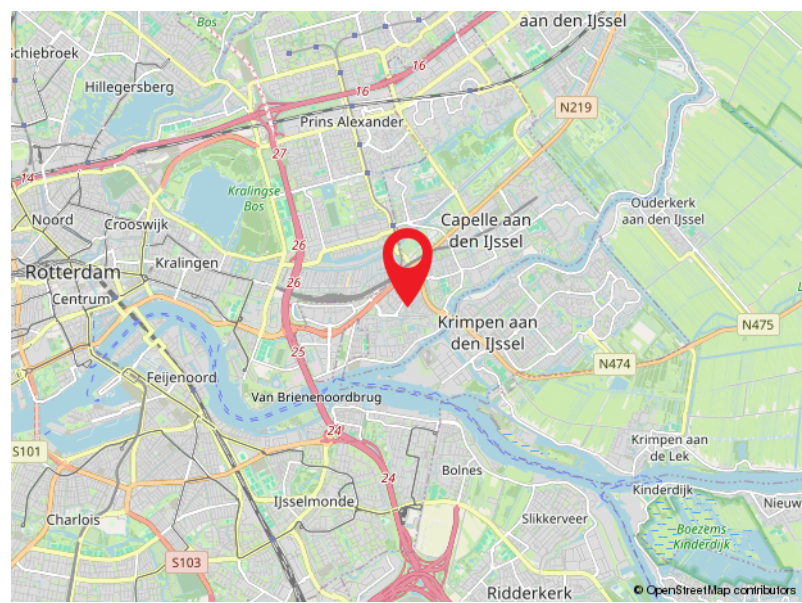 aan den IJssel
Bos
Schiebroek
16
Hillegersberg
16
N219
Prins Alexander
27
14
Kralingse
Bos
Ouderkerk
aan den IJssel
Noord
Crooswijk
Capelle aan
den IJssel
26
Kralingen
Rotterdam
26
Centrum
Krimpen aan
den IJssel
N475
25
N474
Feijenoord
Van Brienenoordbrug
24
Krimpen aan
de Lek
S101
24
Bolnes
Kinderdijk
IJsselmonde
Nieuw
Charlois
Slikkerveer
Boezems
Kinderdijk
S103
Ridderkerk
© OpenStreetMap contributors